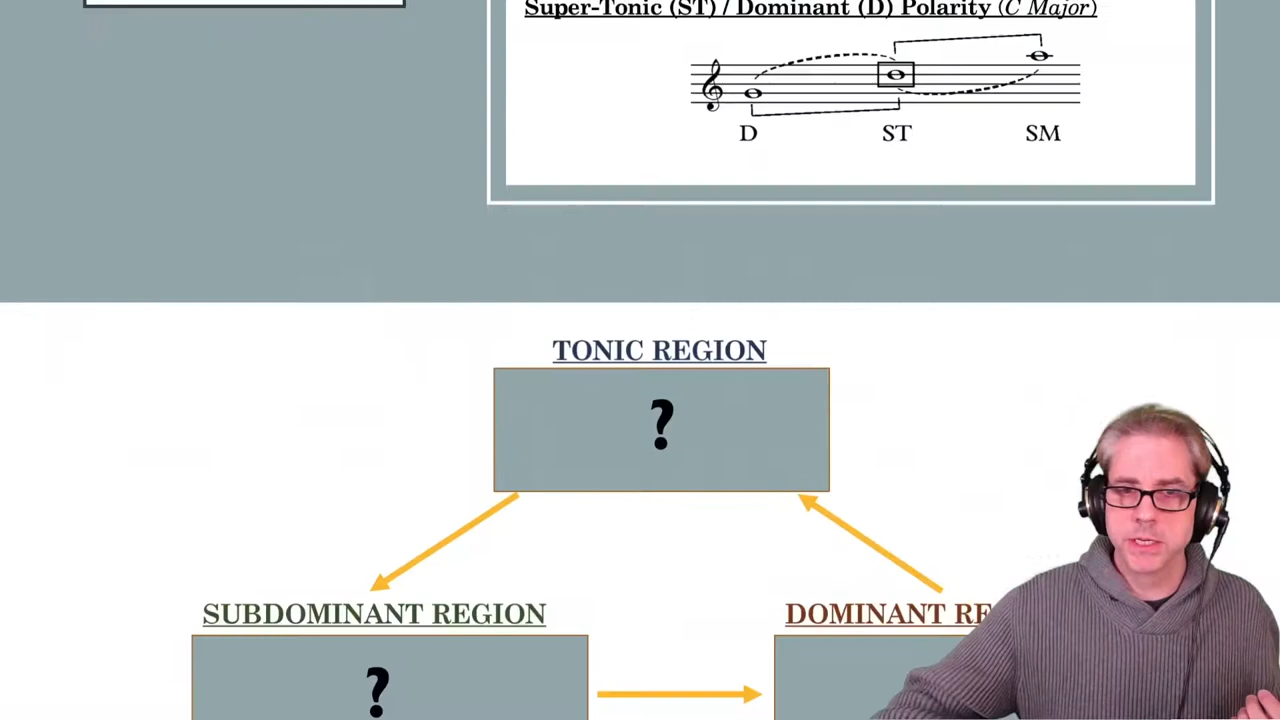 Super-Tonic (ST) / Dominant (D) Polarity (C Major)
D ST SM
TONIC REGION
?
SUBDOMINANT REGION
DOMINANT RE
?